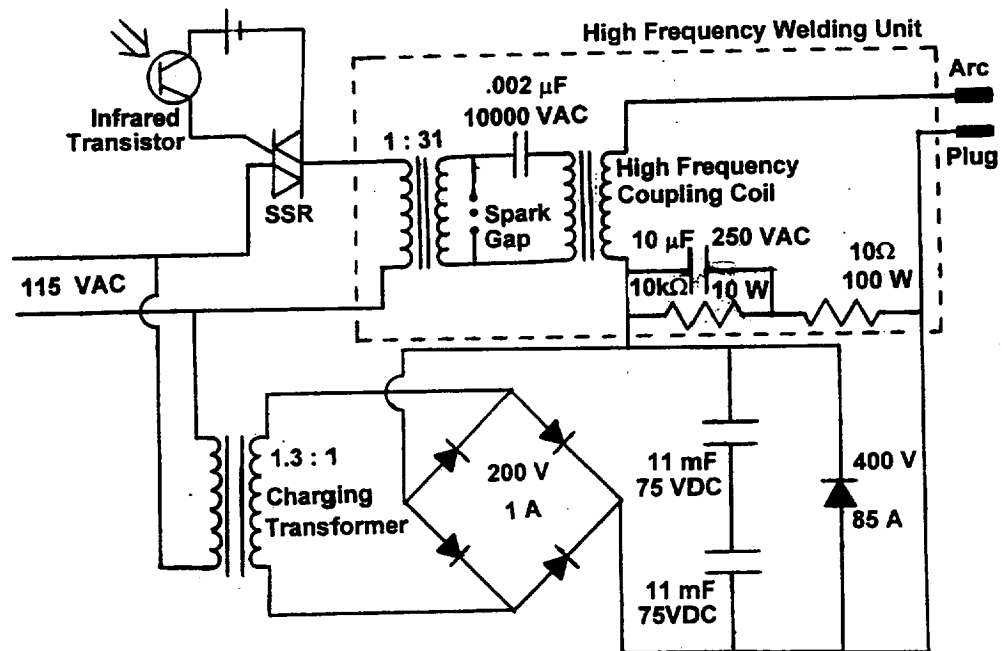 High Frequency Welding Unit
Arc
.002 µF
10000 VAC
Infrared
Transistor
1 : 31
Plug
High Frequency
Coupling Coil
SSR
Spark
Gap
10 µF 250 VAC
10Ω
100 W
115 VAC
10kΩ 10 W
1.3 : 1
200 V
11 mF
75 VDC
400 V
Charging
Transformer
1 A
85 A
11 mF
75VDC